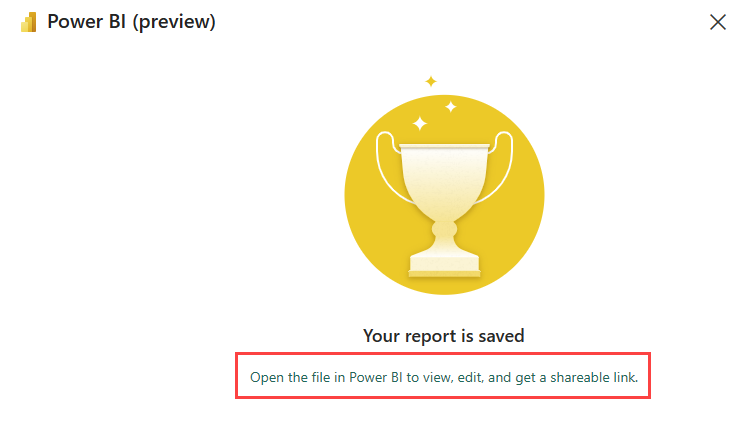 Power BI (preview)
Your report is saved
Open the file in Power BI to view, edit, and get a shareable link.